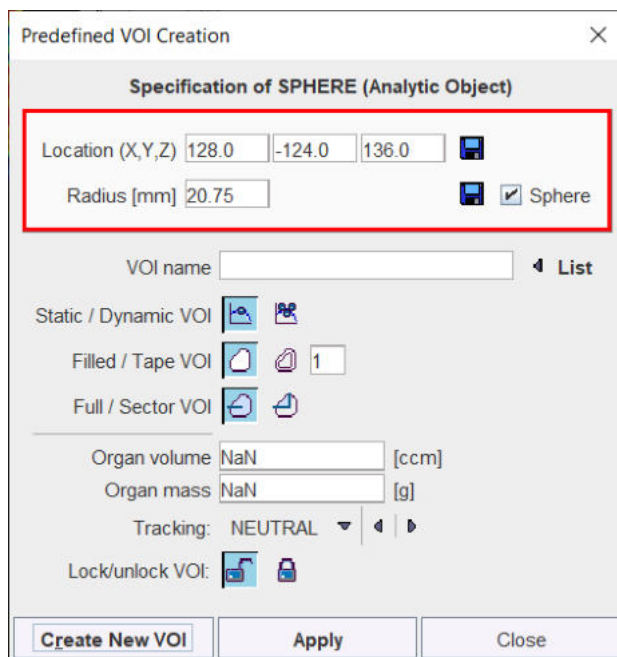 Predefined VOI Creation
Specification of SPHERE (Analytic Object)
Location (X,Y,Z) 128.0 -124.0 136.0
Radius [mm] 20.75 Sphere
VOI name List
Static / Dynamic VOI
Filled / Tape VOI 1
Full / Sector VOI
Organ volume NaN [ccm]
Organ mass NaN [g]
Tracking: NEUTRAL
Lock/unlock VOI:
Create New VOI Apply Close